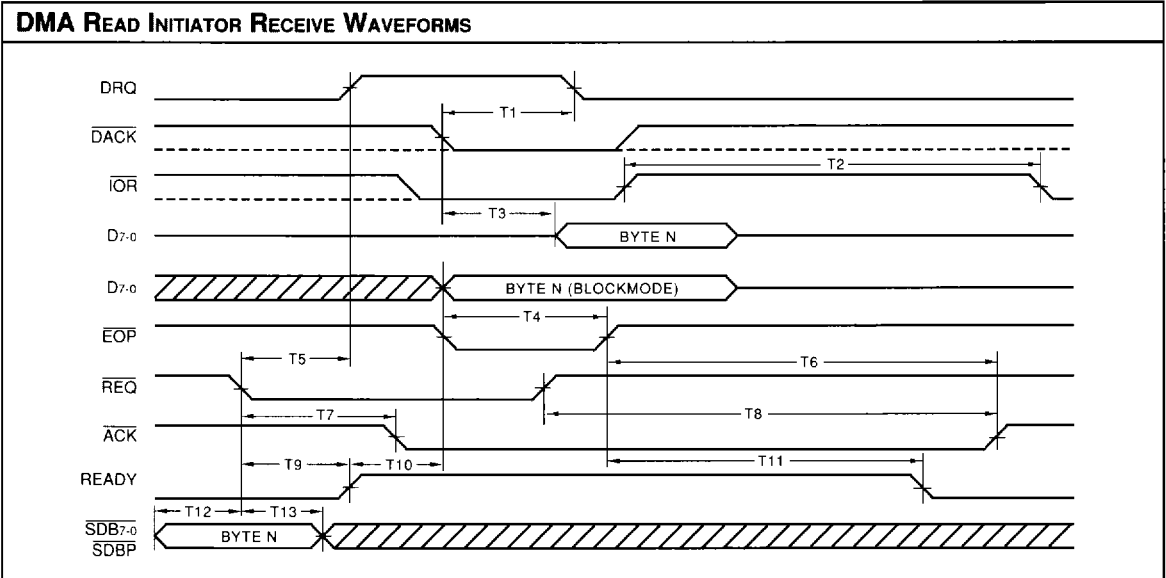 DMA READ INITIATOR RECEIVE WAVEFORMS
DRQ
T1
DACK
T2
IOR
T3
D7-0 BYTE N
D7-0 BYTE N (BLOCKMODE)
T4
EOP
T5 T6
REQ
T7 T8
ACK
T9 T10 T11
READY
T12 T13
SDB7-0
BYTE N
SDBP